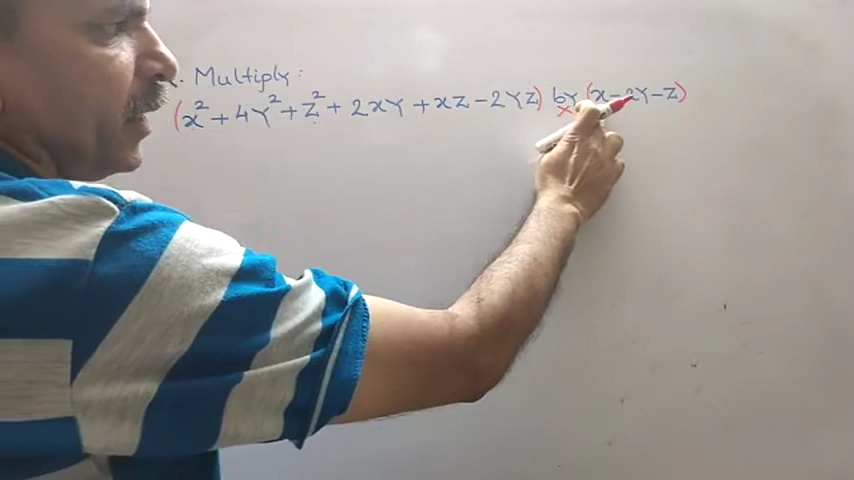 . Multiply:
(x² + 4y² + z² + 2xy + xz - 2yz) by (x - 2y - z)
×